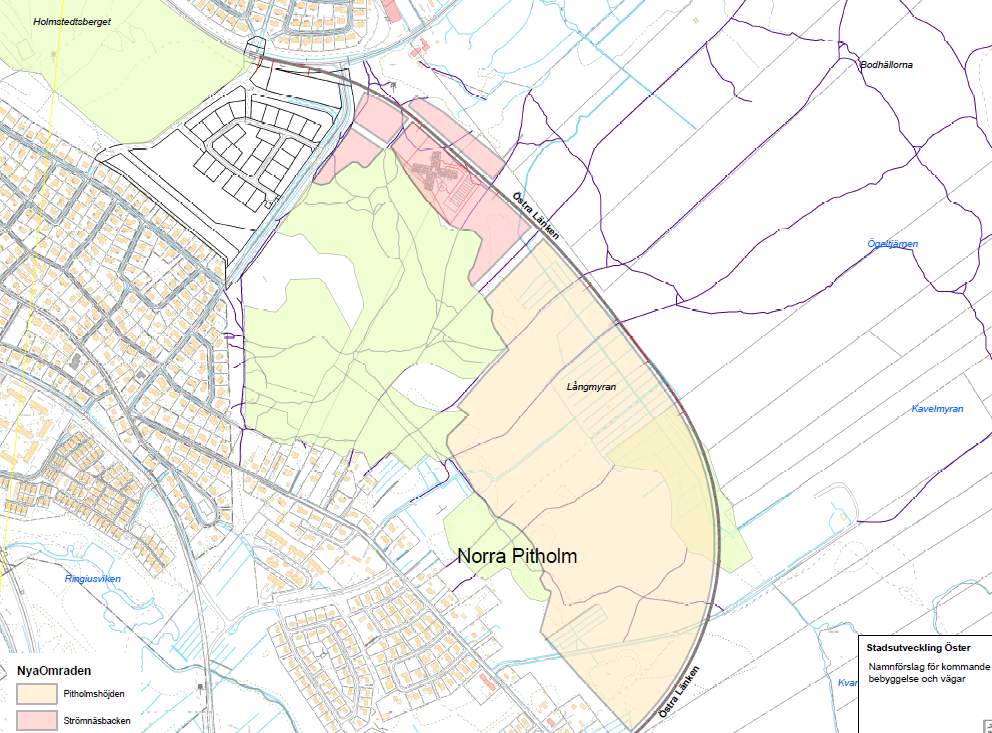 Holmstedtsberget
Bodhällorna
Östra Länken
Ögeltjärnen
Långmyran
Kavelmyran
Norra Pitholm
Ringiusviken
Stadsutveckling Öster
Namnförslag för kommande
bebyggelse och vägar
NyaOmraden
Pitholmshöjden
Strömnäsbacken
Kvar
Östra Länken